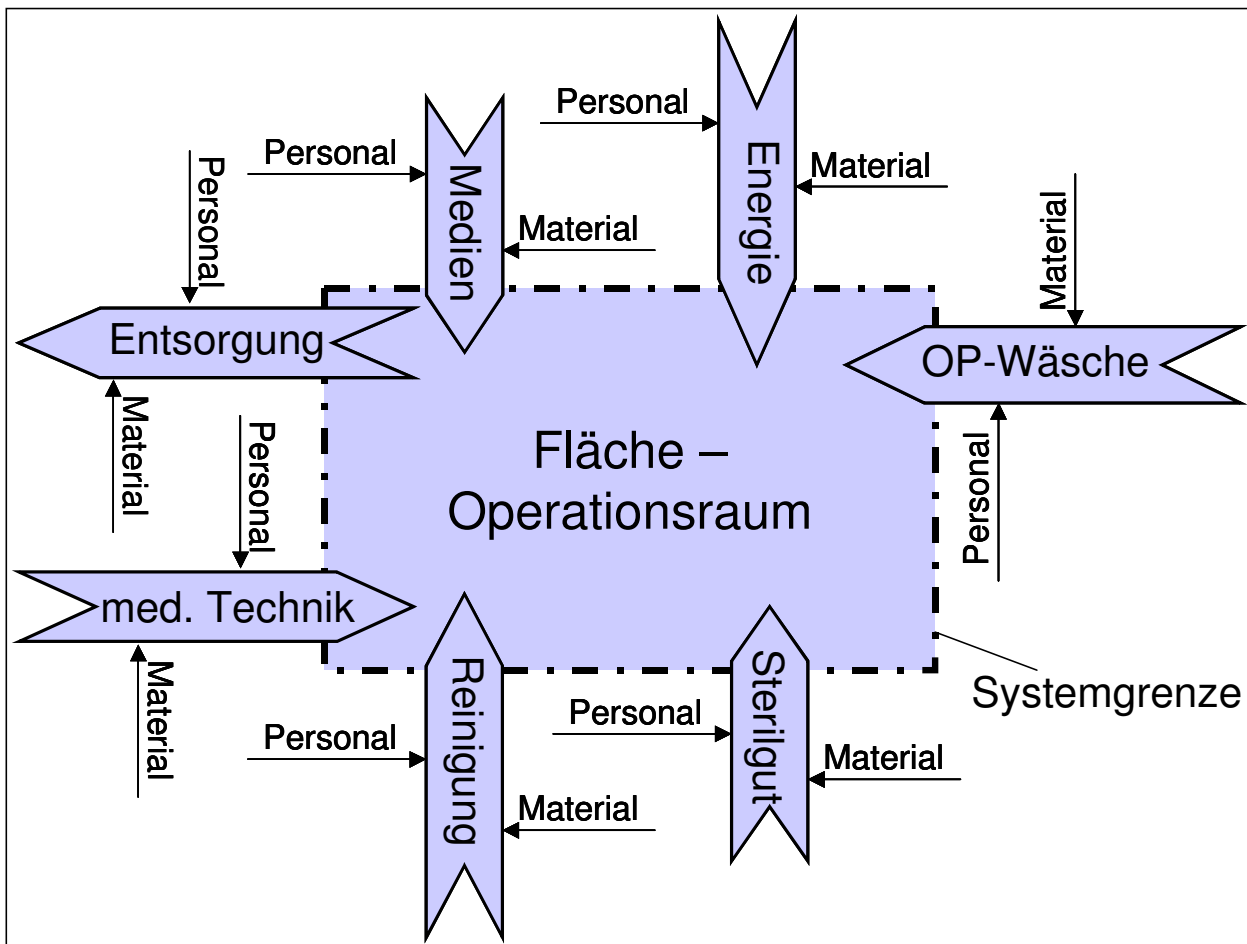 Personal
Energie
Material
Personal
Medien
Material
Personal
Entsorgung
Material
Material
OP-Wäsche
Personal
Fläche –
Operationsraum
Personal
med. Technik
Material
Reinigung
Personal
Material
Sterilgut
Personal
Material
Systemgrenze